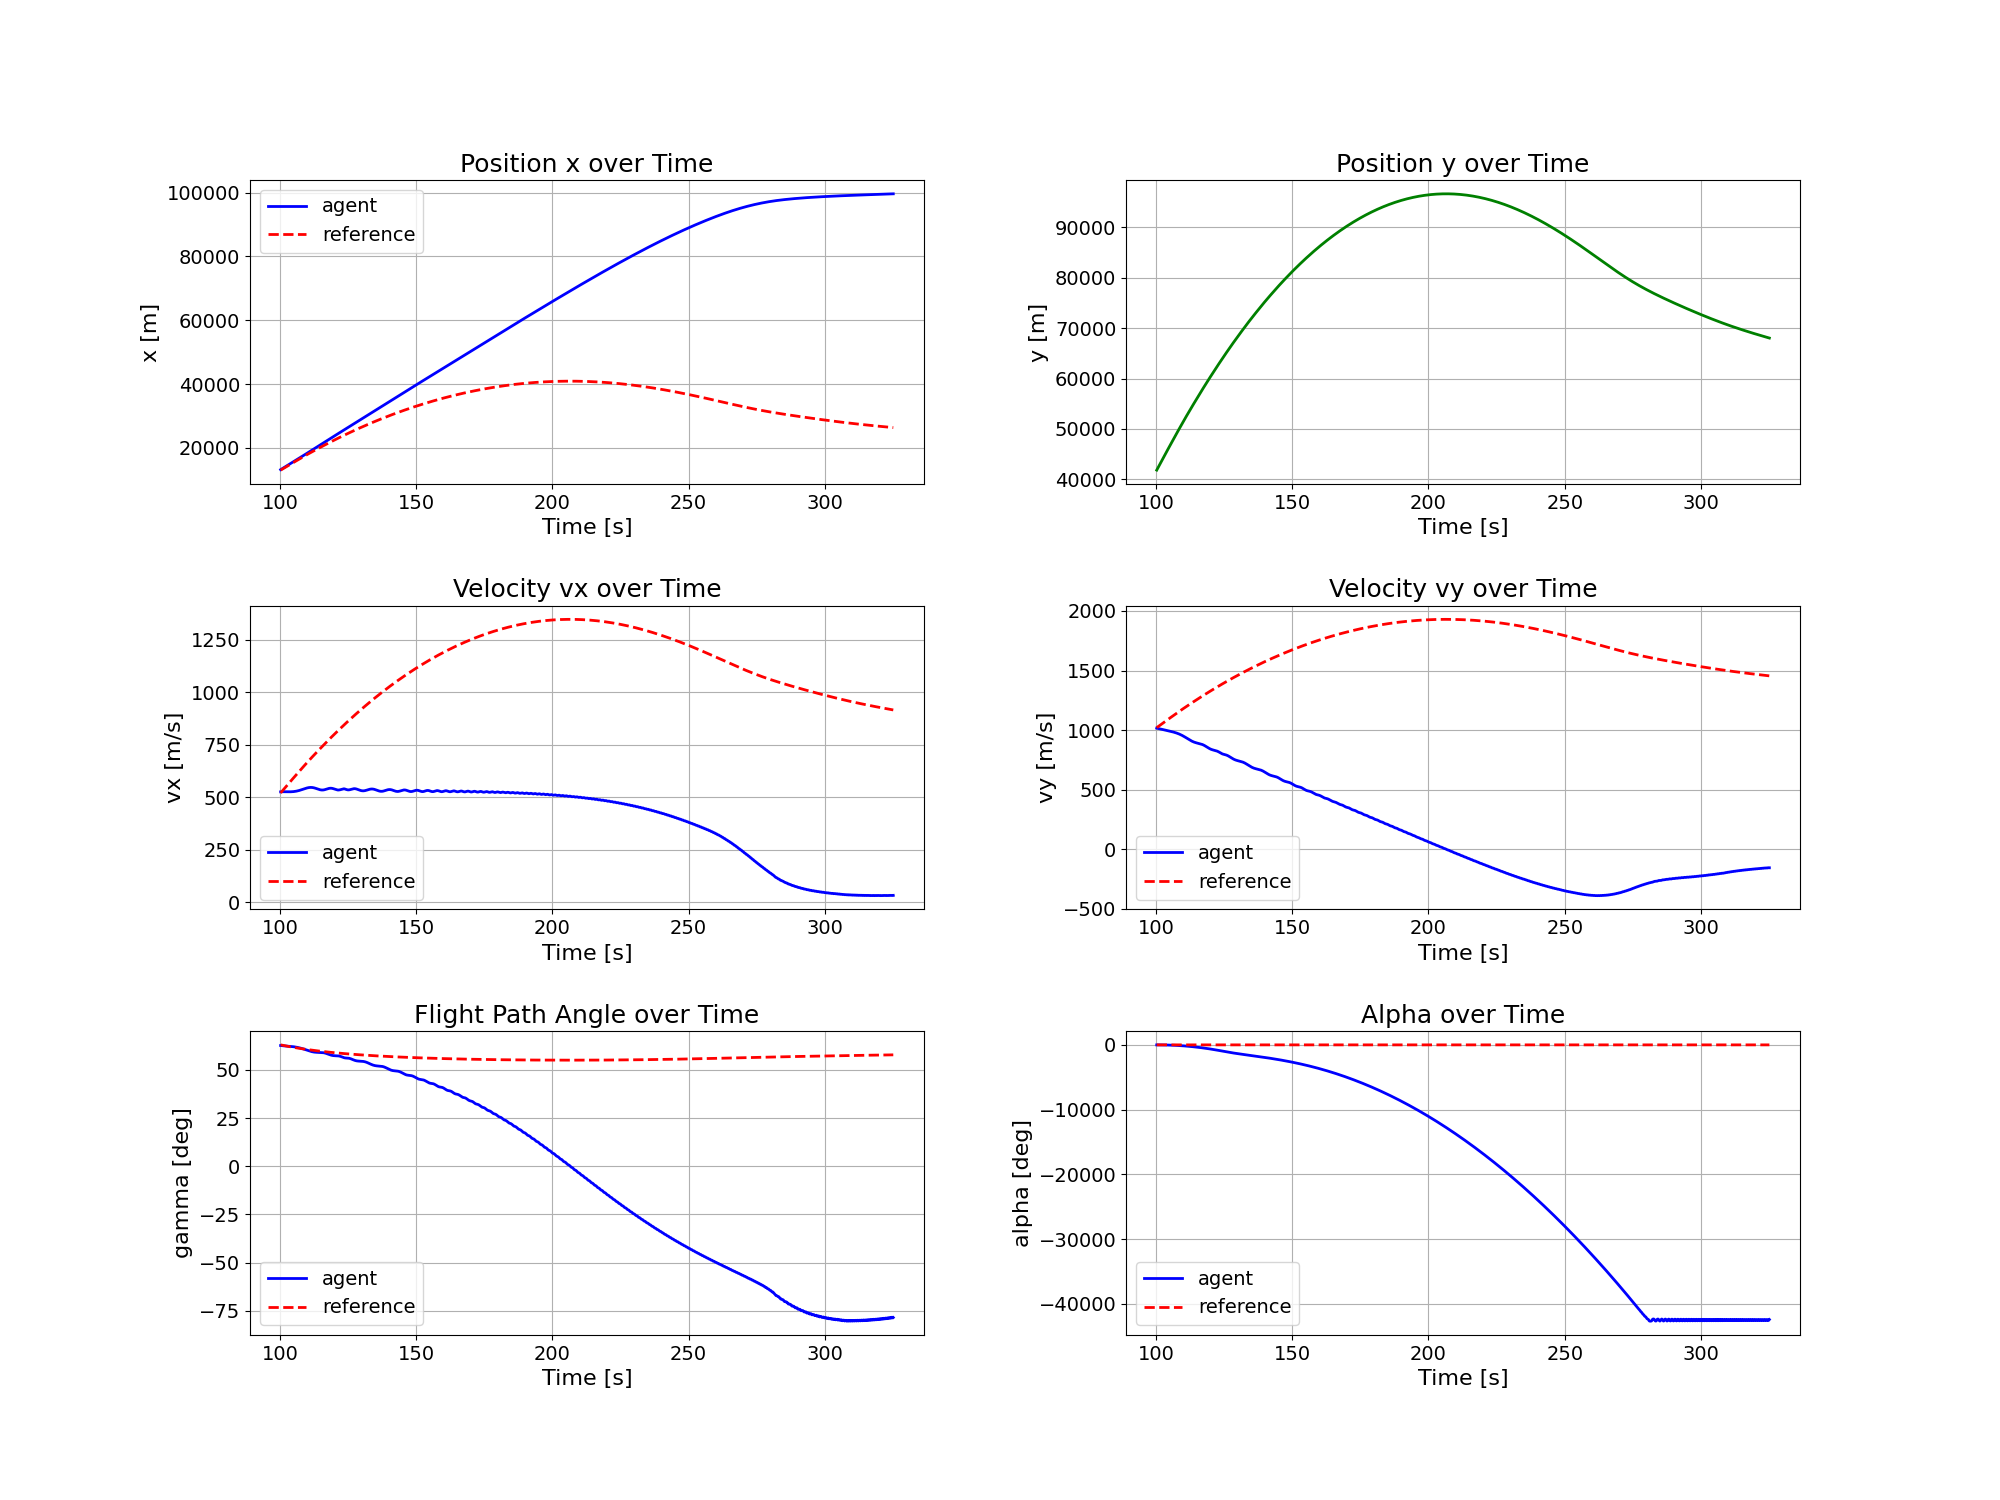 Position x over Time
x [m]
100000
80000
60000
40000
20000
agent
reference
100 150 200 250 300
Time [s]
Position y over Time
y [m]
90000
80000
70000
60000
50000
40000
100 150 200 250 300
Time [s]
Velocity vx over Time
vx [m/s]
1250
1000
750
500
250
0
agent
reference
100 150 200 250 300
Time [s]
Velocity vy over Time
vy [m/s]
2000
1500
1000
500
0
−500
agent
reference
100 150 200 250 300
Time [s]
Flight Path Angle over Time
gamma [deg]
50
25
0
−25
−50
−75
agent
reference
100 150 200 250 300
Time [s]
Alpha over Time
alpha [deg]
0
−10000
−20000
−30000
−40000
agent
reference
100 150 200 250 300
Time [s]